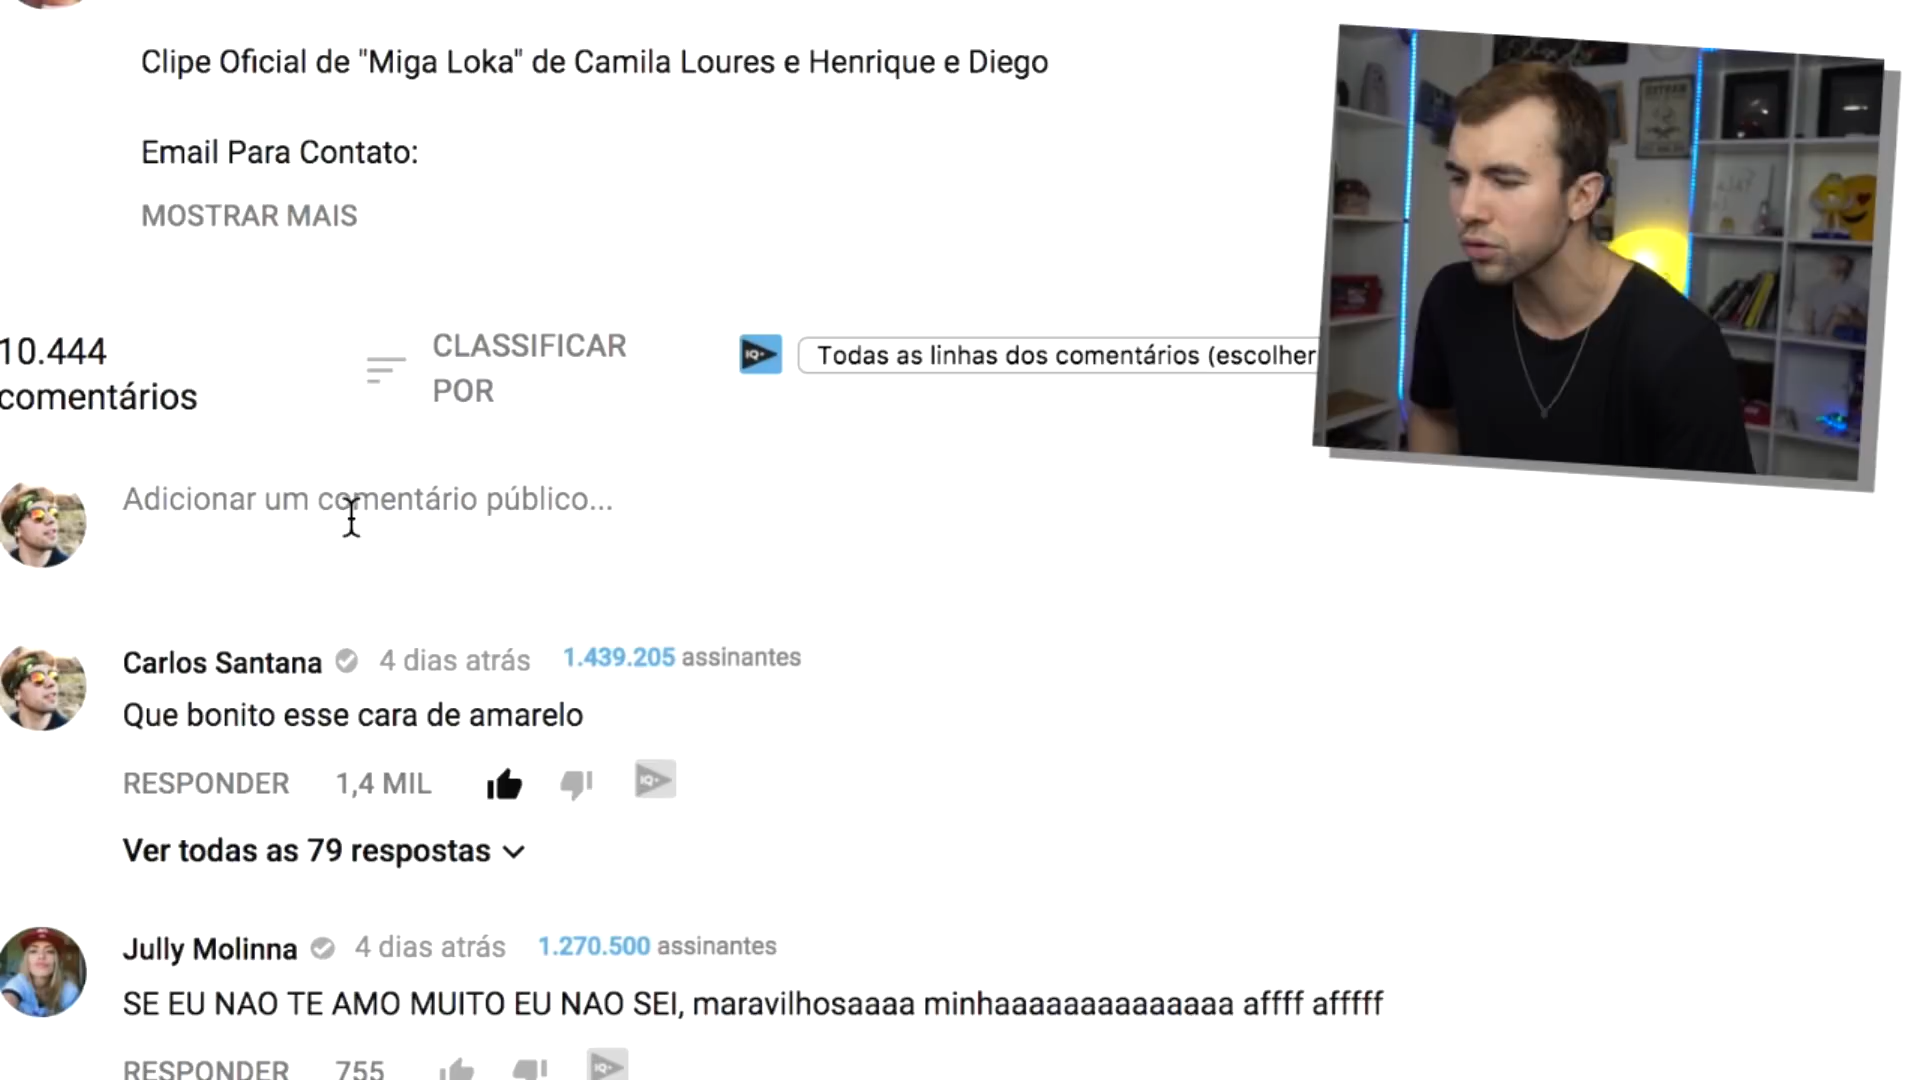 Clipe Oficial de "Miga Loka" de Camila Loures e Henrique e Diego
Email Para Contato:
MOSTRAR MAIS
10.444
comentários
CLASSIFICAR
POR
IQ
Todas as linhas dos comentários (escolher
Adicionar um comentário público...
Carlos Santana 4 dias atrás 1.439.205 assinantes
Que bonito esse cara de amarelo
RESPONDER 1,4 MIL IQ
Ver todas as 79 respostas
Jully Molinna 4 dias atrás 1.270.500 assinantes
SE EU NAO TE AMO MUITO EU NAO SEI, maravilhosaaaa minhaaaaaaaaaaaaaa affff afffff
RESPONDER 755 IQ